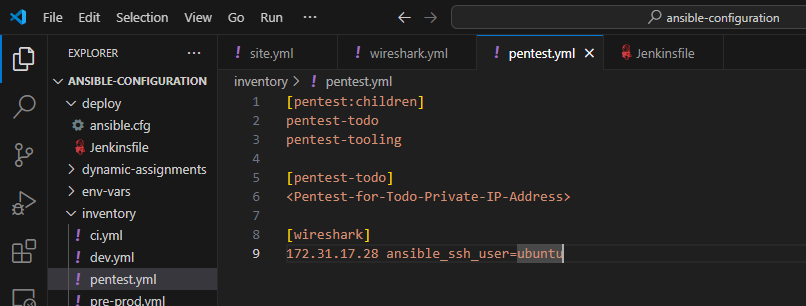 File Edit Selection View Go Run ··· ansible-configuration
EXPLORER ···
site.yml wireshark.yml pentest.yml Jenkinsfile
ANSIBLE-CONFIGURATION
deploy
ansible.cfg
Jenkinsfile
dynamic-assignments
env-vars
inventory
ci.yml
dev.yml
pentest.yml
pre-prod.yml
inventory > ! pentest.yml
1 [pentest:children]
2 pentest-todo
3 pentest-tooling
4
5 [pentest-todo]
6 <Pentest-for-Todo-Private-IP-Address>
7
8 [wireshark]
9 172.31.17.28 ansible_ssh_user=ubuntu